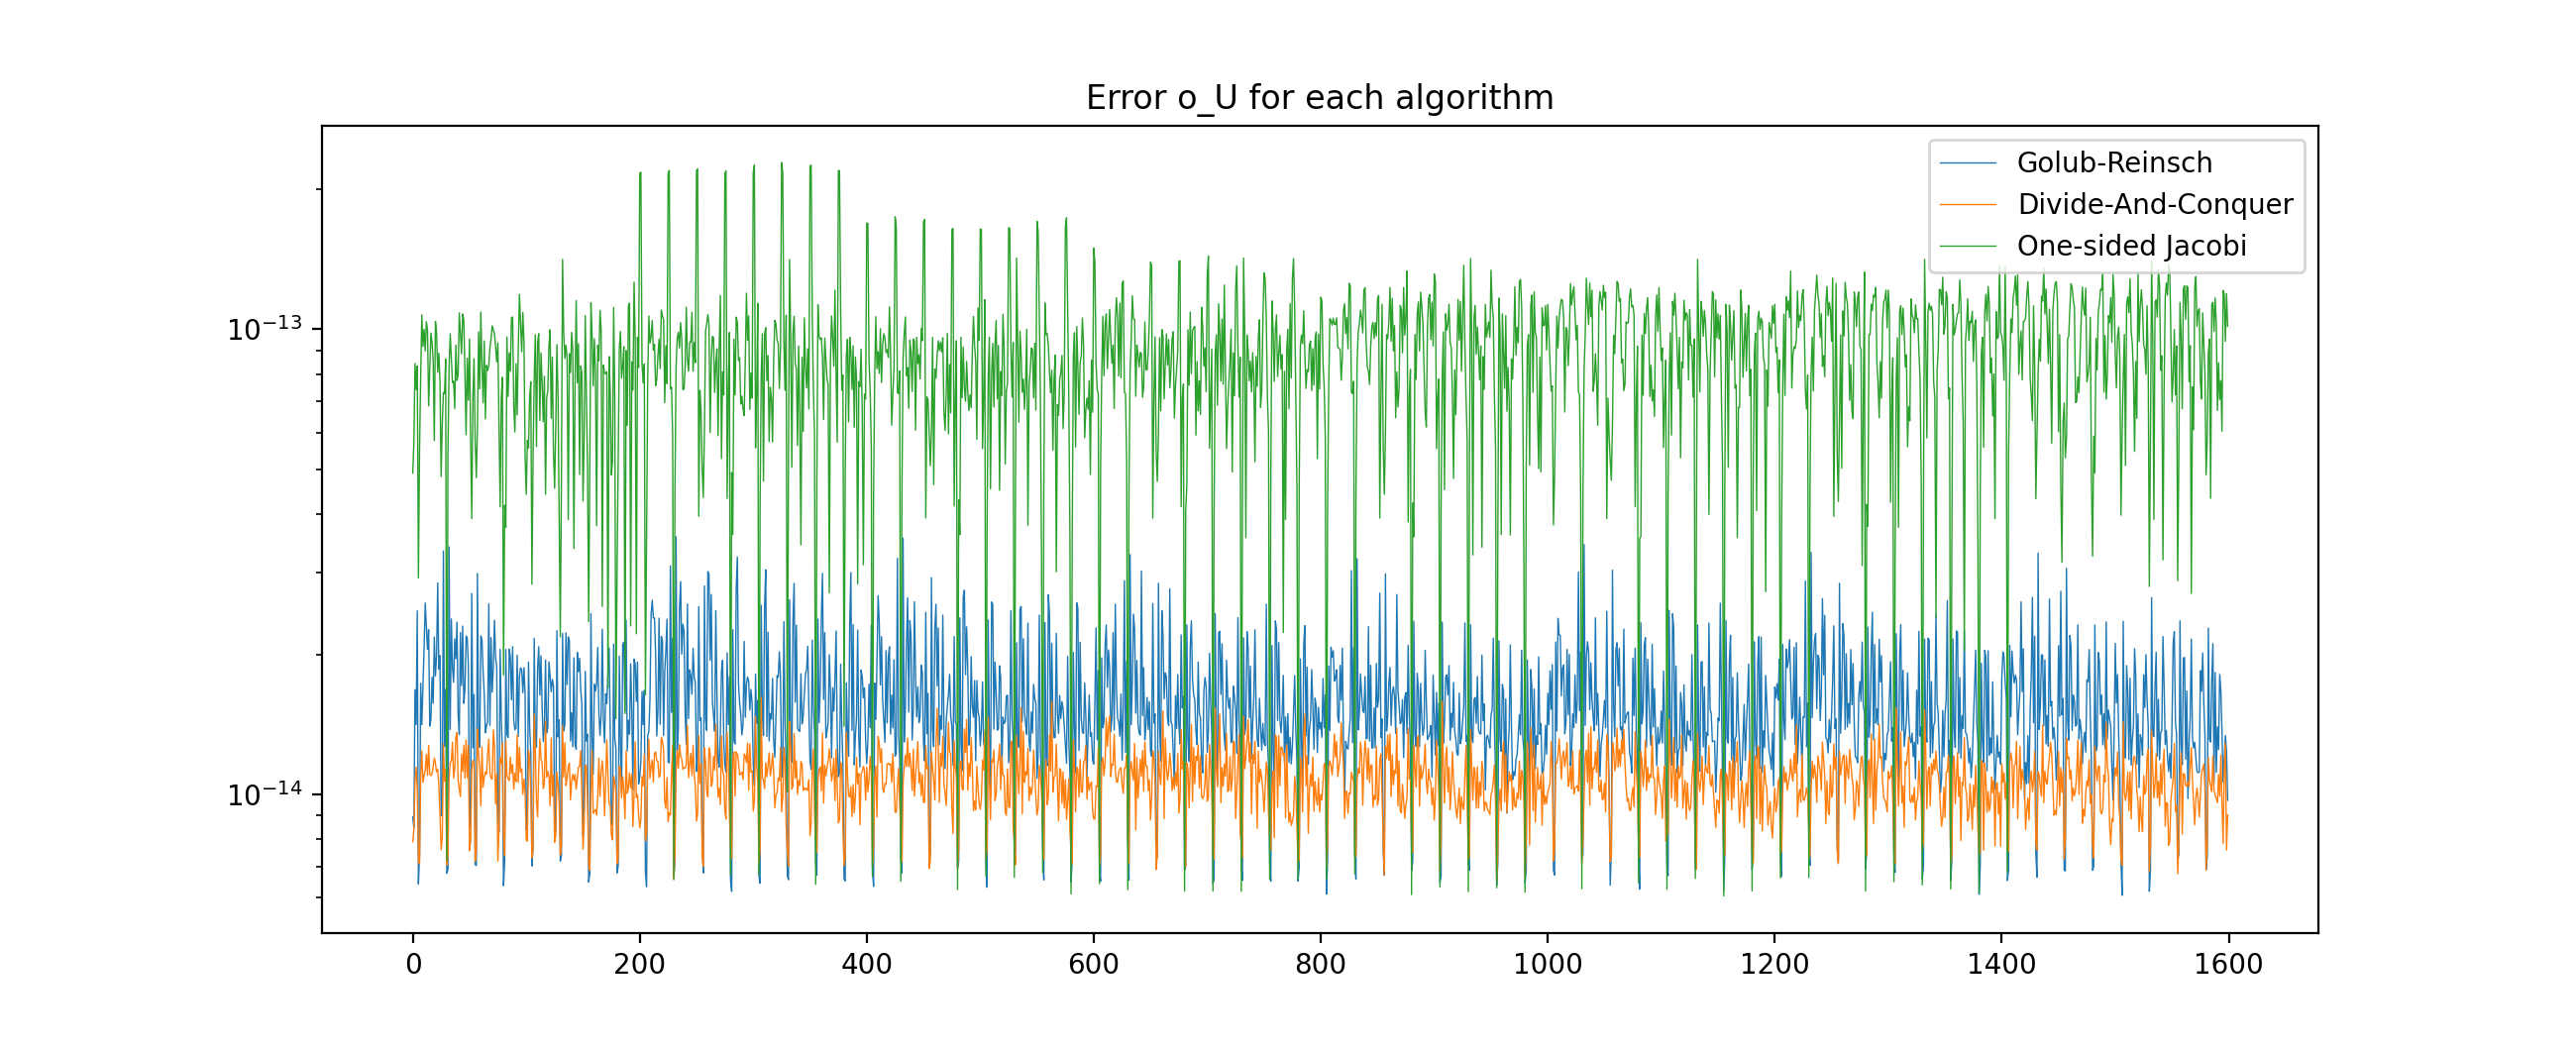 Error o_U for each algorithm
Golub-Reinsch
Divide-And-Conquer
One-sided Jacobi
10⁻¹³
10⁻¹⁴
0 200 400 600 800 1000 1200 1400 1600